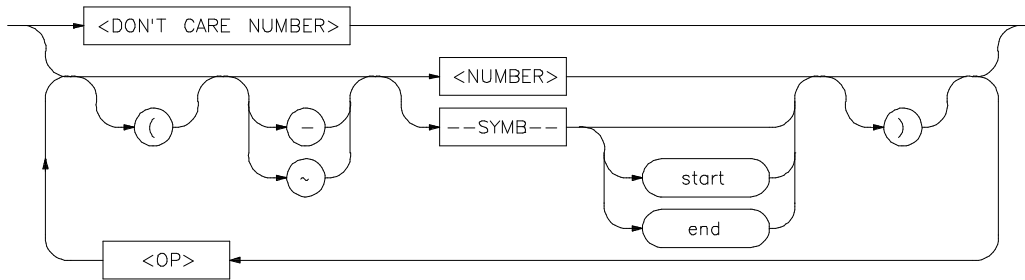 <DON'T CARE NUMBER>
<NUMBER>
( - --SYMB-- )
~ start
end
<OP>